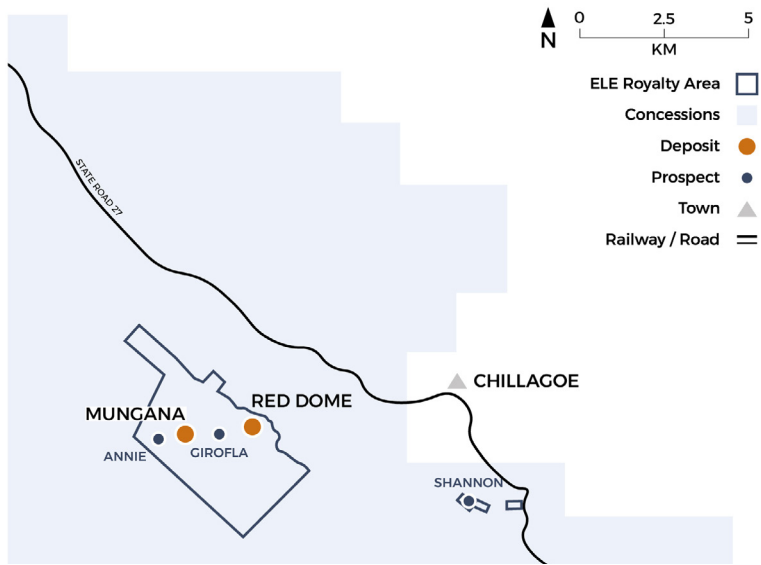 0 2.5 5
N
KM
ELE Royalty Area
Concessions
Deposit
Prospect
Town
Railway / Road
STATE ROAD 27
CHILLAGOE
RED DOME
MUNGANA
ANNIE
GIROFLA
SHANNON